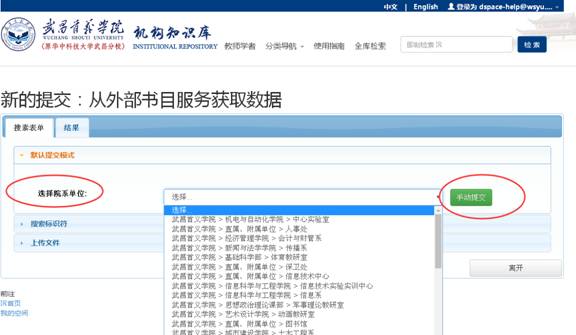 中文 | English 登录为 dspace-help@wsyu....
武昌首义学院
WUCHANG SHOUYI UNIVERSITY
(原华中科技大学武昌分校)
机构知识库
INSTITUIONAL REPOSITORY
教师学者 分类导航 使用指南 全库检索
检索
新的提交：从外部书目服务获取数据
搜索表单 结果
默认提交模式
选择院系单位:
选择...
手动提交
选择...
武昌首义学院 > 机电与自动化学院 > 中心实验室
武昌首义学院 > 直属、附属单位 > 人事处
武昌首义学院 > 经济管理学院 > 会计与财管系
武昌首义学院 > 新闻与法学学院 > 传播系
武昌首义学院 > 基础科学部 > 体育教研室
武昌首义学院 > 直属、附属单位 > 保卫处
武昌首义学院 > 直属、附属单位 > 信息技术中心
武昌首义学院 > 信息科学与工程学院 > 信息技术实验实训中心
武昌首义学院 > 信息科学与工程学院 > 信息系
武昌首义学院 > 思想政治理论课部 > 军事理论教研室
武昌首义学院 > 艺术设计学院 > 动画教研室
武昌首义学院 > 直属、附属单位 > 图书馆
武昌首义学院 > 城市建设学院 > 土木工程系
搜索标识符
上传文件
离开
前往
沉首页
我的空间